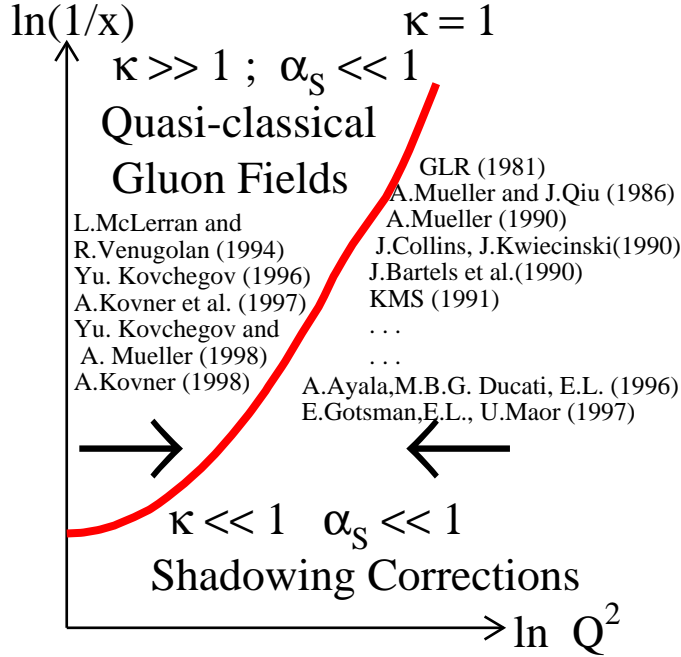 ln(1/x)
κ = 1
κ >> 1 ; α_S << 1
Quasi-classical
Gluon Fields
L.McLerran and
R.Venugolan (1994)
Yu. Kovchegov (1996)
A.Kovner et al. (1997)
Yu. Kovchegov and
A. Mueller (1998)
A.Kovner (1998)
GLR (1981)
A.Mueller and J.Qiu (1986)
A.Mueller (1990)
J.Collins, J.Kwiecinski(1990)
J.Bartels et al.(1990)
KMS (1991)
. . .
. . .
A.Ayala,M.B.G. Ducati, E.L. (1996)
E.Gotsman,E.L., U.Maor (1997)
κ << 1 α_S << 1
Shadowing Corrections
ln Q^2